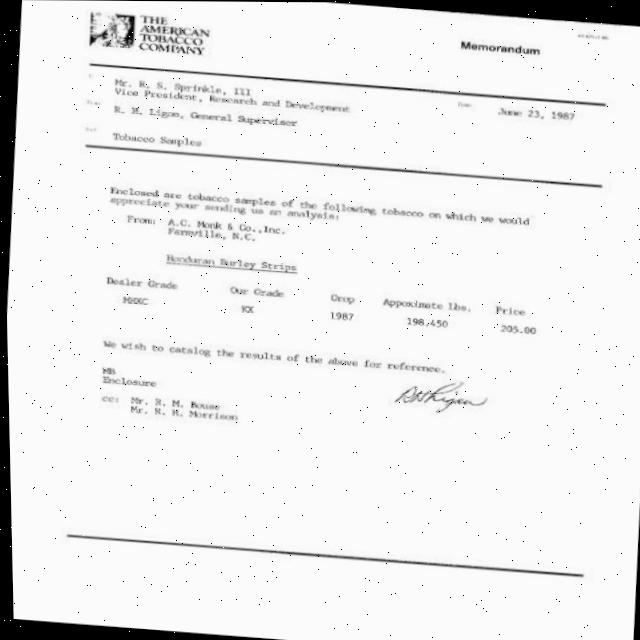 THE
AMERICAN
TOBACCO
COMPANY
Memorandum
Mr. R. S. Sprinkle, III
Vice President, Research and Development
June 23, 1987
R. H. Ligon, General Supervisor
Tobacco Samples
Enclosed are tobacco samples of the following tobacco on which we would
appreciate your sending us an analysis:
From: A.C. Monk & Co., Inc.
Farmville, N.C.
Honduran Burley Strips
Dealer Grade Our Grade Crop Appoximate lbs. Price
KX 1987 198,450 205.00
We wish to catalog the results of the above for reference.
MB
Enclosure
RHLigon
cc: Mr. R. M. Bouse
Mr. N. H. Morrison